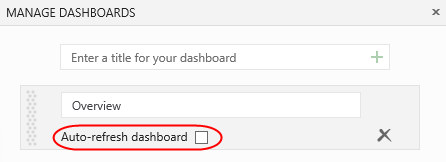 MANAGE DASHBOARDS
Enter a title for your dashboard
Overview
Auto-refresh dashboard